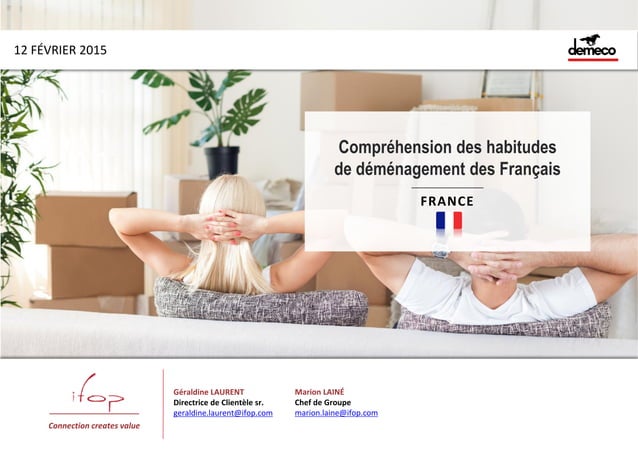 12 FÉVRIER 2015
demeco
Compréhension des habitudes
de déménagement des Français
FRANCE
ifop
Connection creates value
Géraldine LAURENT
Directrice de Clientèle sr.
geraldine.laurent@ifop.com
Marion LAINÉ
Chef de Groupe
marion.laine@ifop.com